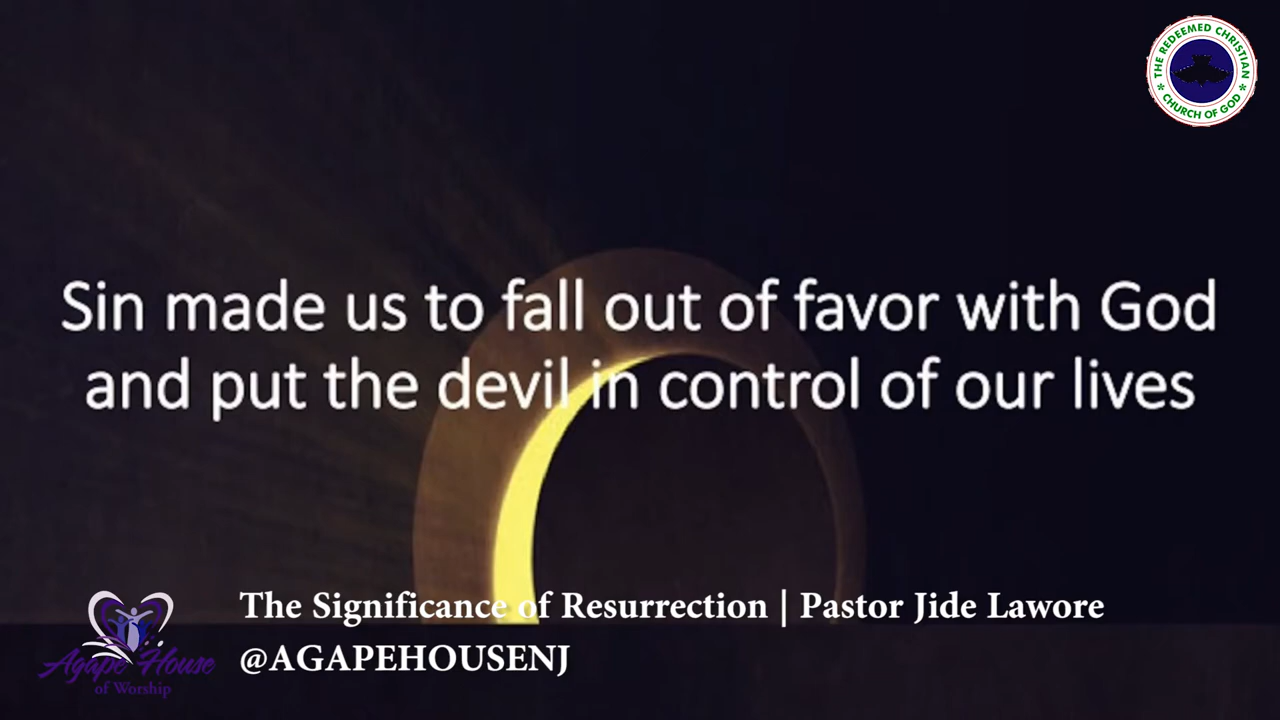 THE REDEEMED CHRISTIAN
CHURCH OF GOD
Sin made us to fall out of favor with God
and put the devil in control of our lives
The Significance of Resurrection | Pastor Jide Lawore
@AGAPEHOUSENJ
Agape House
of Worship